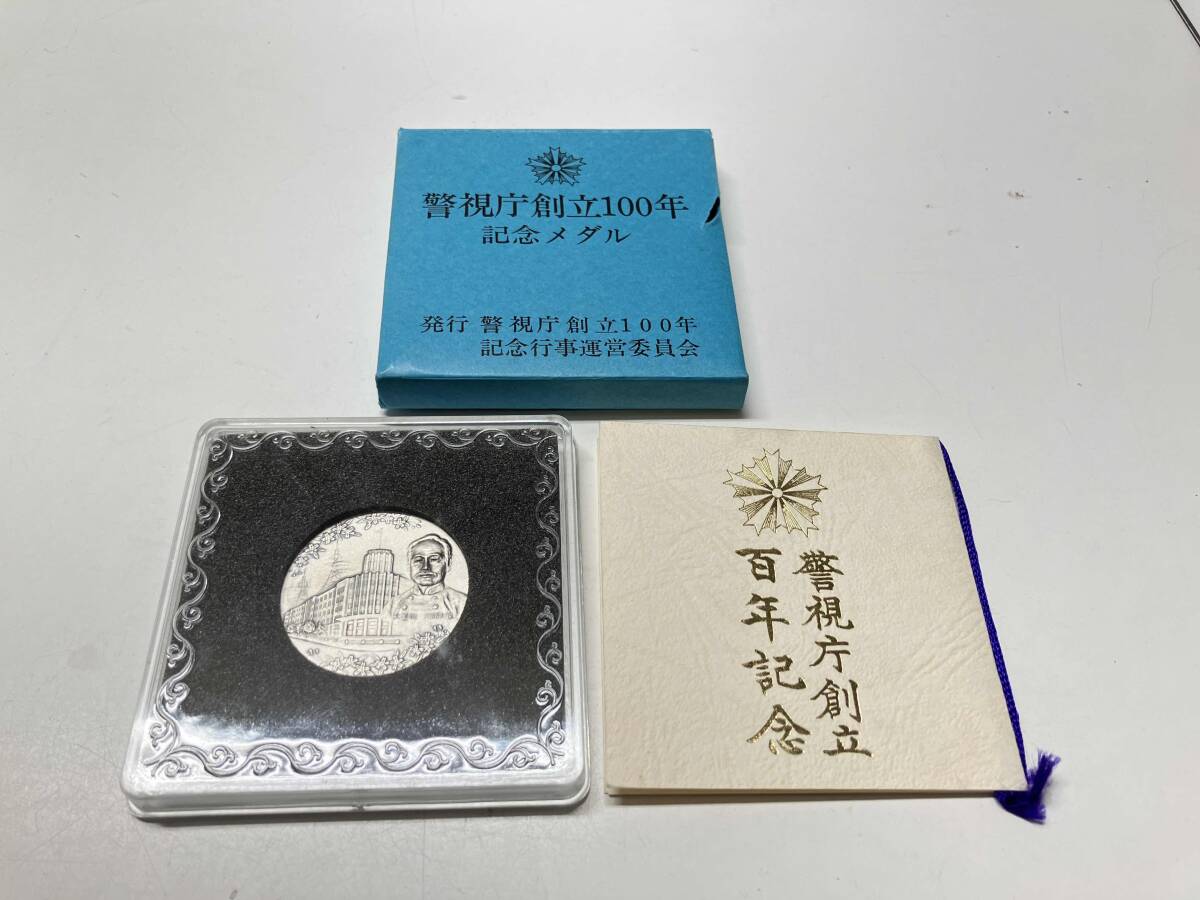 警視庁創立100年
記念メダル
発行 警視庁創立100年
記念行事運営委員会
警視庁創立
百年記念